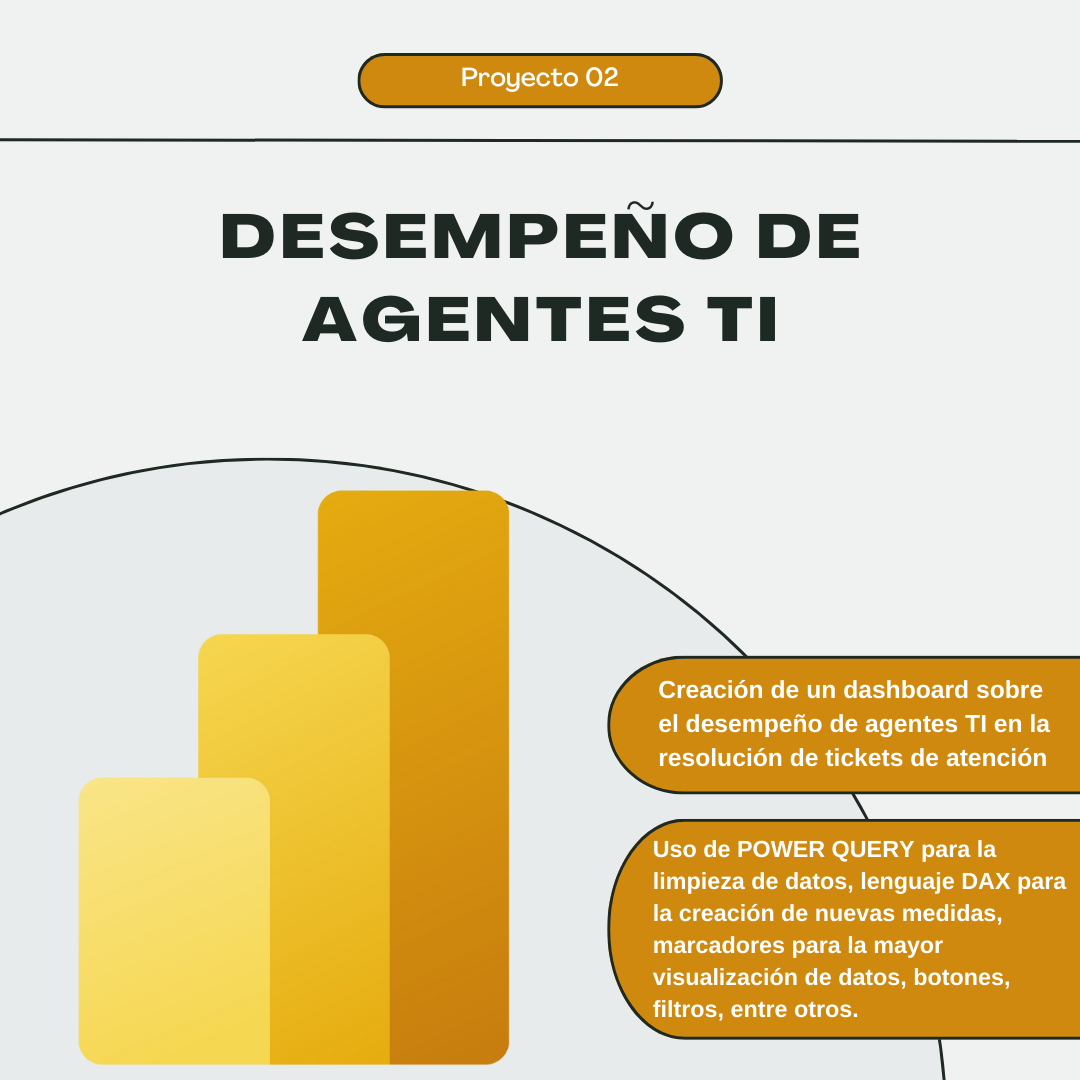 Proyecto 02
DESEMPEÑO DE
AGENTES TI
Creación de un dashboard sobre
el desempeño de agentes TI en la
resolución de tickets de atención
Uso de POWER QUERY para la
limpieza de datos, lenguaje DAX para
la creación de nuevas medidas,
marcadores para la mayor
visualización de datos, botones,
filtros, entre otros.